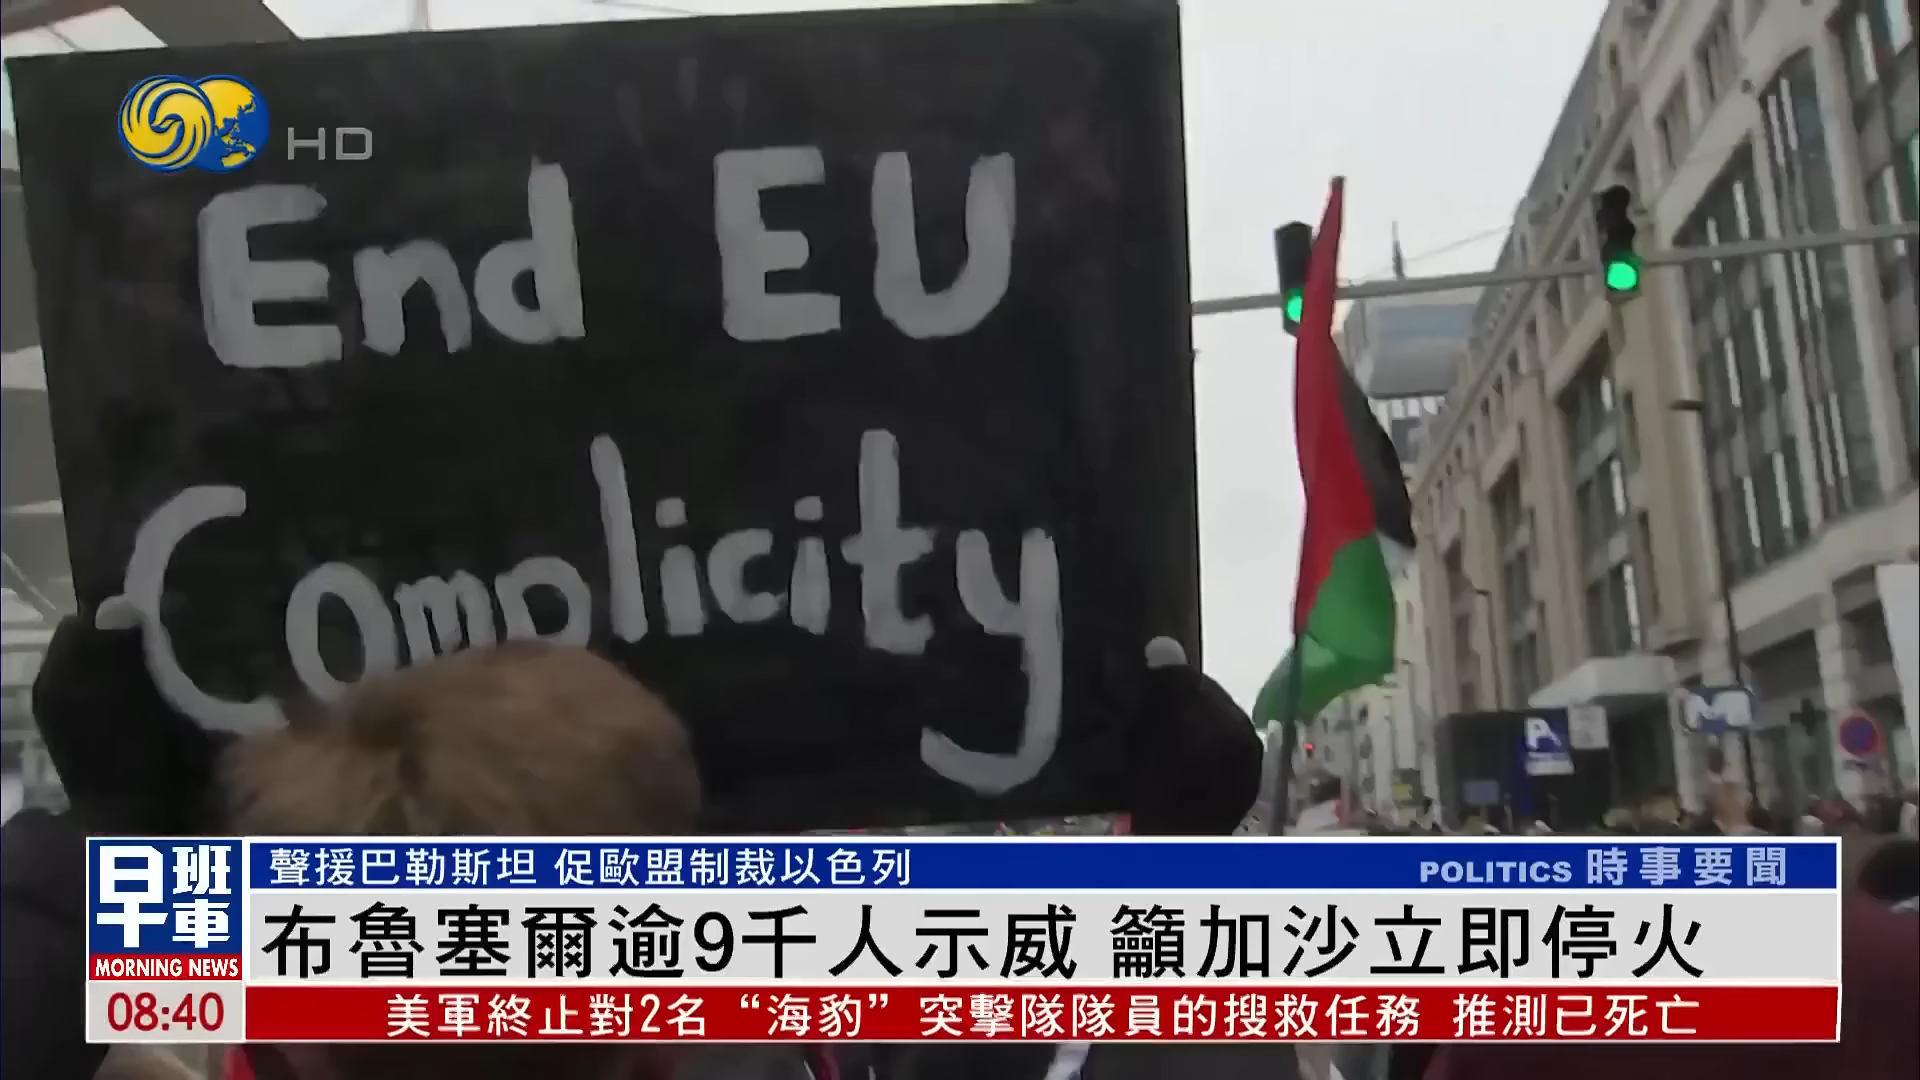 HD
End EU
Complicity
P
M
早班車
MORNING NEWS
08:40
聲援巴勒斯坦 促歐盟制裁以色列
POLITICS 時事要聞
布魯塞爾逾9千人示威 籲加沙立即停火
美軍終止對2名“海豹”突擊隊隊員的搜救任務 推測已死亡